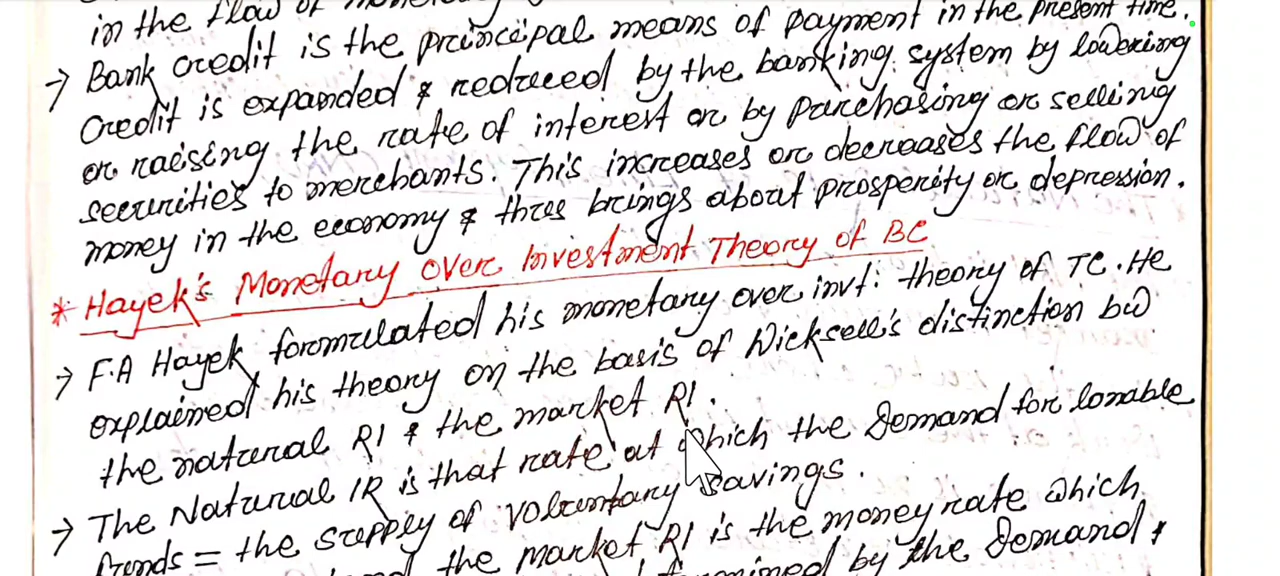 in the flow of
→ Bank credit is the principal means of payment in the present time.
Credit is expanded & reduced by the banking system by lowering
or raising the rate of interest or by purchasing or selling
securities to merchants. This increases or decreases the flow of
money in the economy & thus brings about prosperity or depression.
* Hayek's Monetary Over Investment Theory of BC
→ F.A Hayek formulated his monetary over invt: theory of TC. He
explained his theory on the basis of Wicksell's distinction bw
the natural RI & the market RI.
→ The Natural IR is that rate at which the Demand for lonable
funds = the supply of voluntary savings.
the market RI is the money rate which
by the Demand &